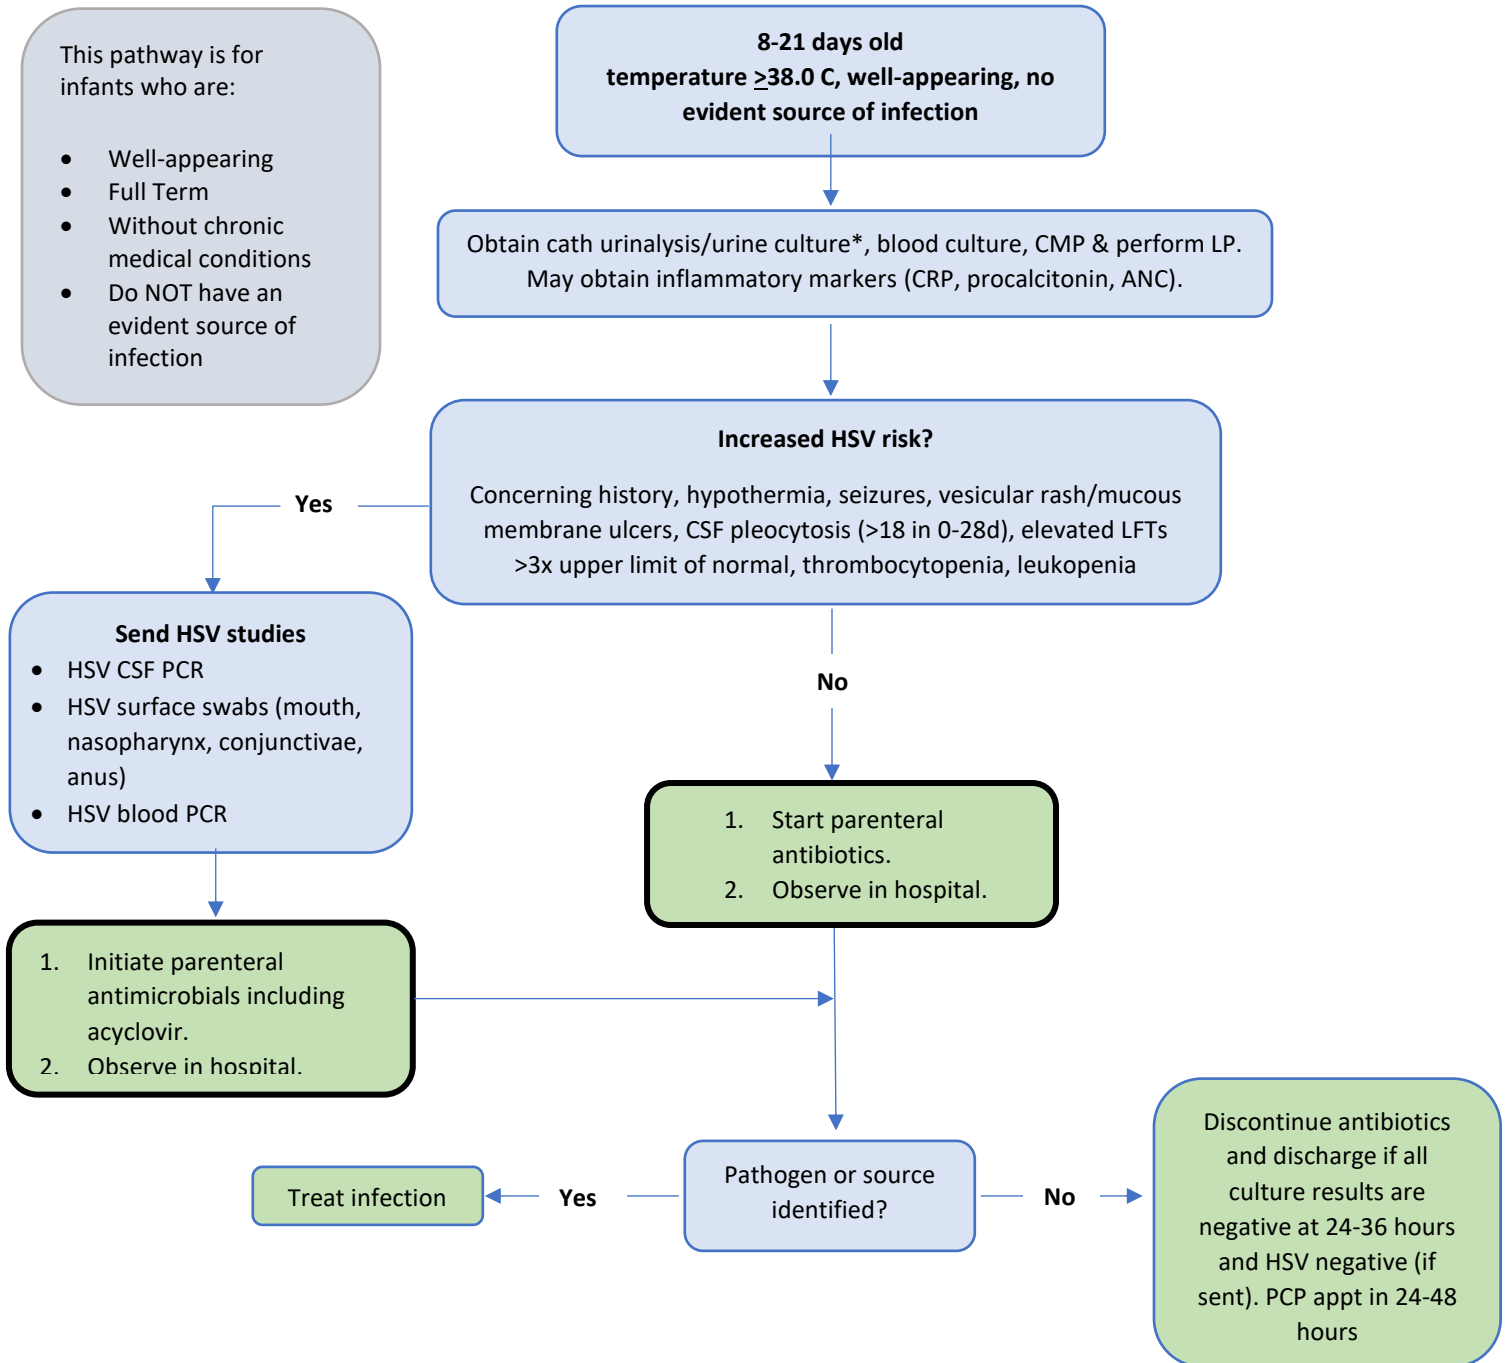 This pathway is for
infants who are:
• Well-appearing
• Full Term
• Without chronic
medical conditions
• Do NOT have an
evident source of
infection
8-21 days old
temperature >38.0 C, well-appearing, no
evident source of infection
Obtain cath urinalysis/urine culture*, blood culture, CMP & perform LP.
May obtain inflammatory markers (CRP, procalcitonin, ANC).
Increased HSV risk?
Concerning history, hypothermia, seizures, vesicular rash/mucous
membrane ulcers, CSF pleocytosis (>18 in 0-28d), elevated LFTs
>3x upper limit of normal, thrombocytopenia, leukopenia
Yes
Send HSV studies
• HSV CSF PCR
• HSV surface swabs (mouth,
nasopharynx, conjunctivae,
anus)
• HSV blood PCR
No
1. Start parenteral
antibiotics.
2. Observe in hospital.
1. Initiate parenteral
antimicrobials including
acyclovir.
2. Observe in hospital.
Pathogen or source
identified?
Yes
Treat infection
No
Discontinue antibiotics
and discharge if all
culture results are
negative at 24-36 hours
and HSV negative (if
sent). PCP appt in 24-48
hours